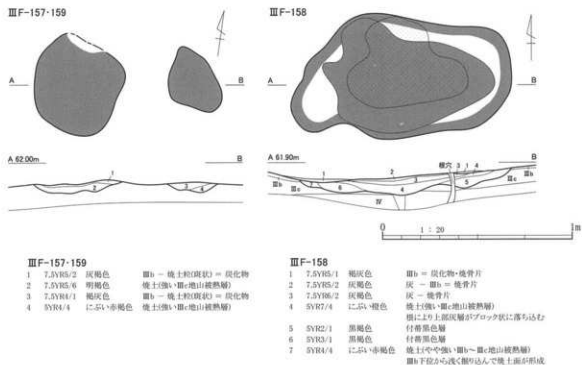 ⅢF-157・159
ⅢF-158
A
B
A
B
A 62.00m
B
1
2
3
4
A 61.90m
B
根穴
1
2
3
1
4
Ⅲb
Ⅲc
7
6
3
4
5
Ⅲc
Ⅲb
Ⅳ
0
1:20
1m
ⅢF-157・159
1 7.5YR5/2 灰褐色 Ⅲb − 焼土粒(斑状) = 炭化物
2 7.5YR5/6 明褐色 焼土(強いⅢc地山被熱層)
3 7.5YR4/1 褐灰色 Ⅲb − 焼土粒(斑状) = 炭化物
4 5YR4/4 にぶい赤褐色 焼土(強いⅢc地山被熱層)
ⅢF-158
1 7.5YR5/1 褐灰色 Ⅲb = 炭化物・焼骨片
2 7.5YR5/2 灰褐色 灰 − Ⅲb = 焼骨片
3 7.5YR6/2 灰褐色 灰 − 焼骨片
4 5YR7/4 にぶい橙色 焼土(強いⅢc地山被熱層)
根により上部灰層がブロック状に落ち込む
5 5YR2/1 黒褐色 付帯黒色層
6 5YR3/1 黒褐色 付帯黒色層
7 5YR4/4 にぶい赤褐色 焼土(やや強いⅢb〜Ⅲc地山被熱層)
Ⅲb下位から浅く掘り込んで焼土面が形成